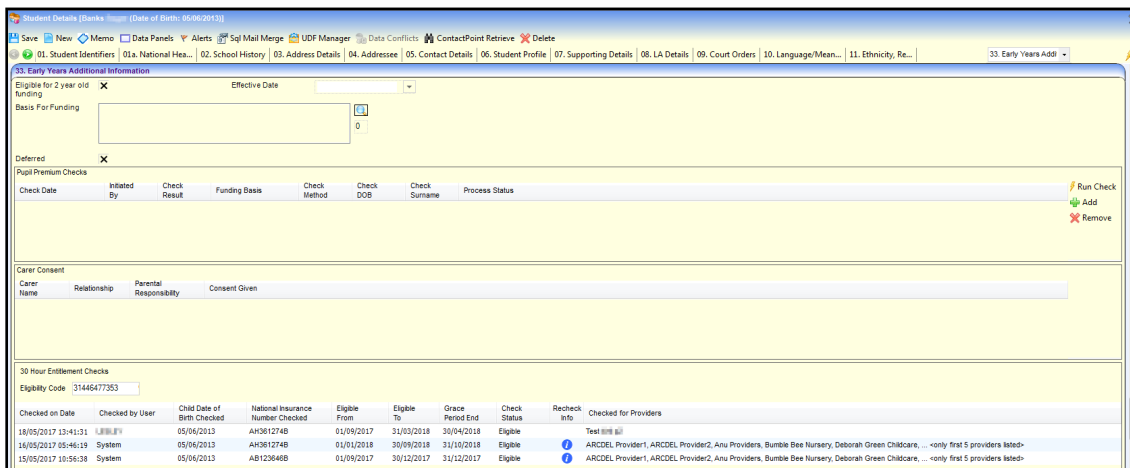 Student Details [Banks (Date of Birth: 05/06/2013)]
Save New Memo Data Panels Alerts Sql Mail Merge UDF Manager Data Conflicts ContactPoint Retrieve Delete
01. Student Identifiers 01a. National Hea... 02. School History 03. Address Details 04. Addressee 05. Contact Details 06. Student Profile 07. Supporting Details 08. LA Details 09. Court Orders 10. Language/Mean... 11. Ethnicity, Re... 33. Early Years Addi
33. Early Years Additional Information
Eligible for 2 year old funding Effective Date
Basis For Funding
0
Deferred
Pupil Premium Checks
Check Date Initiated By Check Result Funding Basis Check Method Check DOB Check Surname Process Status
Run Check
Add
Remove
Carer Consent
Carer Name Relationship Parental Responsibility Consent Given
30 Hour Entitlement Checks
Eligibility Code 31446477353
Checked on Date Checked by User Child Date of Birth Checked National Insurance Number Checked Eligible From Eligible To Grace Period End Check Status Recheck Info Checked for Providers
18/05/2017 13:41:31 05/06/2013 AH361274B 01/09/2017 31/03/2018 30/04/2018 Eligible Test
16/05/2017 05:46:19 System 05/06/2013 AH361274B 01/01/2018 30/09/2018 31/10/2018 Eligible ARCDEL Provider1, ARCDEL Provider2, Anu Providers, Bumble Bee Nursery, Deborah Green Childcare, ... <only first 5 providers listed>
15/05/2017 10:56:38 System 05/06/2013 AB123646B 01/09/2017 30/12/2017 31/12/2017 Eligible ARCDEL Provider1, ARCDEL Provider2, Anu Providers, Bumble Bee Nursery, Deborah Green Childcare, ... <only first 5 providers listed>